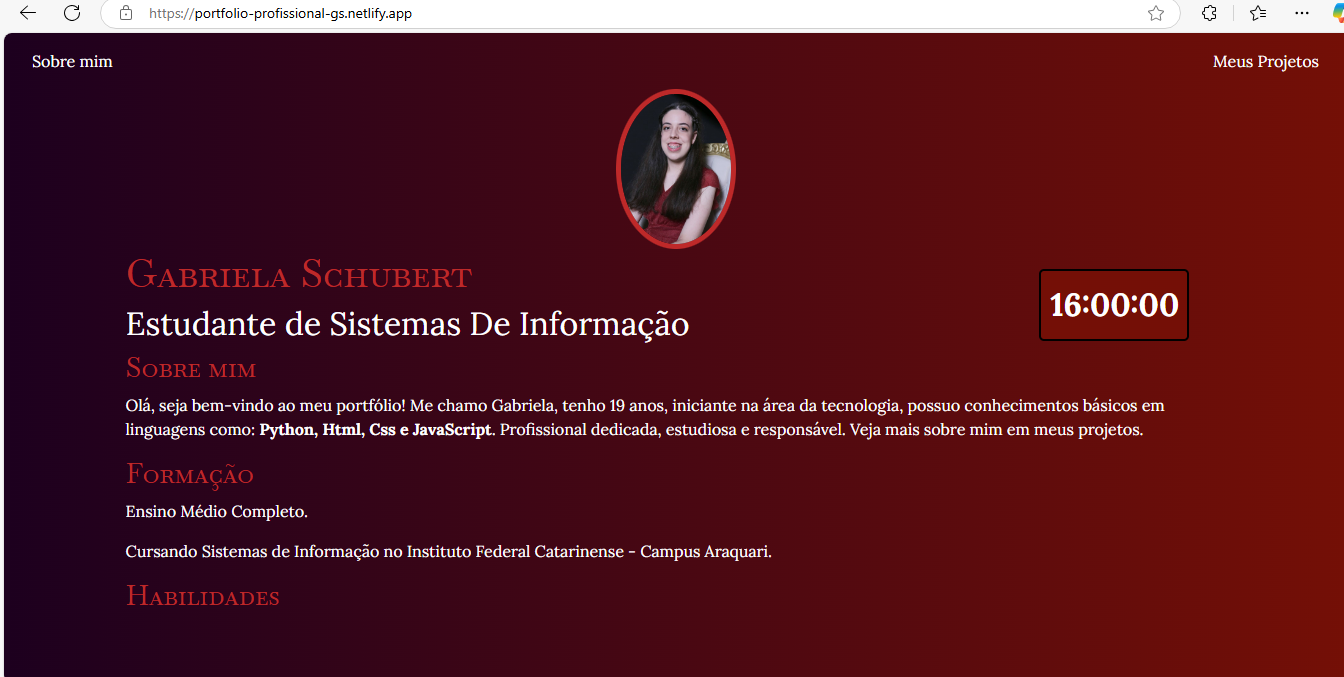 https://portfolio-profissional-gs.netlify.app
Sobre mim
Meus Projetos
Gabriela Schubert
16:00:00
Estudante de Sistemas De Informação
Sobre mim
Olá, seja bem-vindo ao meu portfólio! Me chamo Gabriela, tenho 19 anos, iniciante na área da tecnologia, possuo conhecimentos básicos em
linguagens como: Python, Html, Css e JavaScript. Profissional dedicada, estudiosa e responsável. Veja mais sobre mim em meus projetos.
Formação
Ensino Médio Completo.
Cursando Sistemas de Informação no Instituto Federal Catarinense - Campus Araquari.
Habilidades